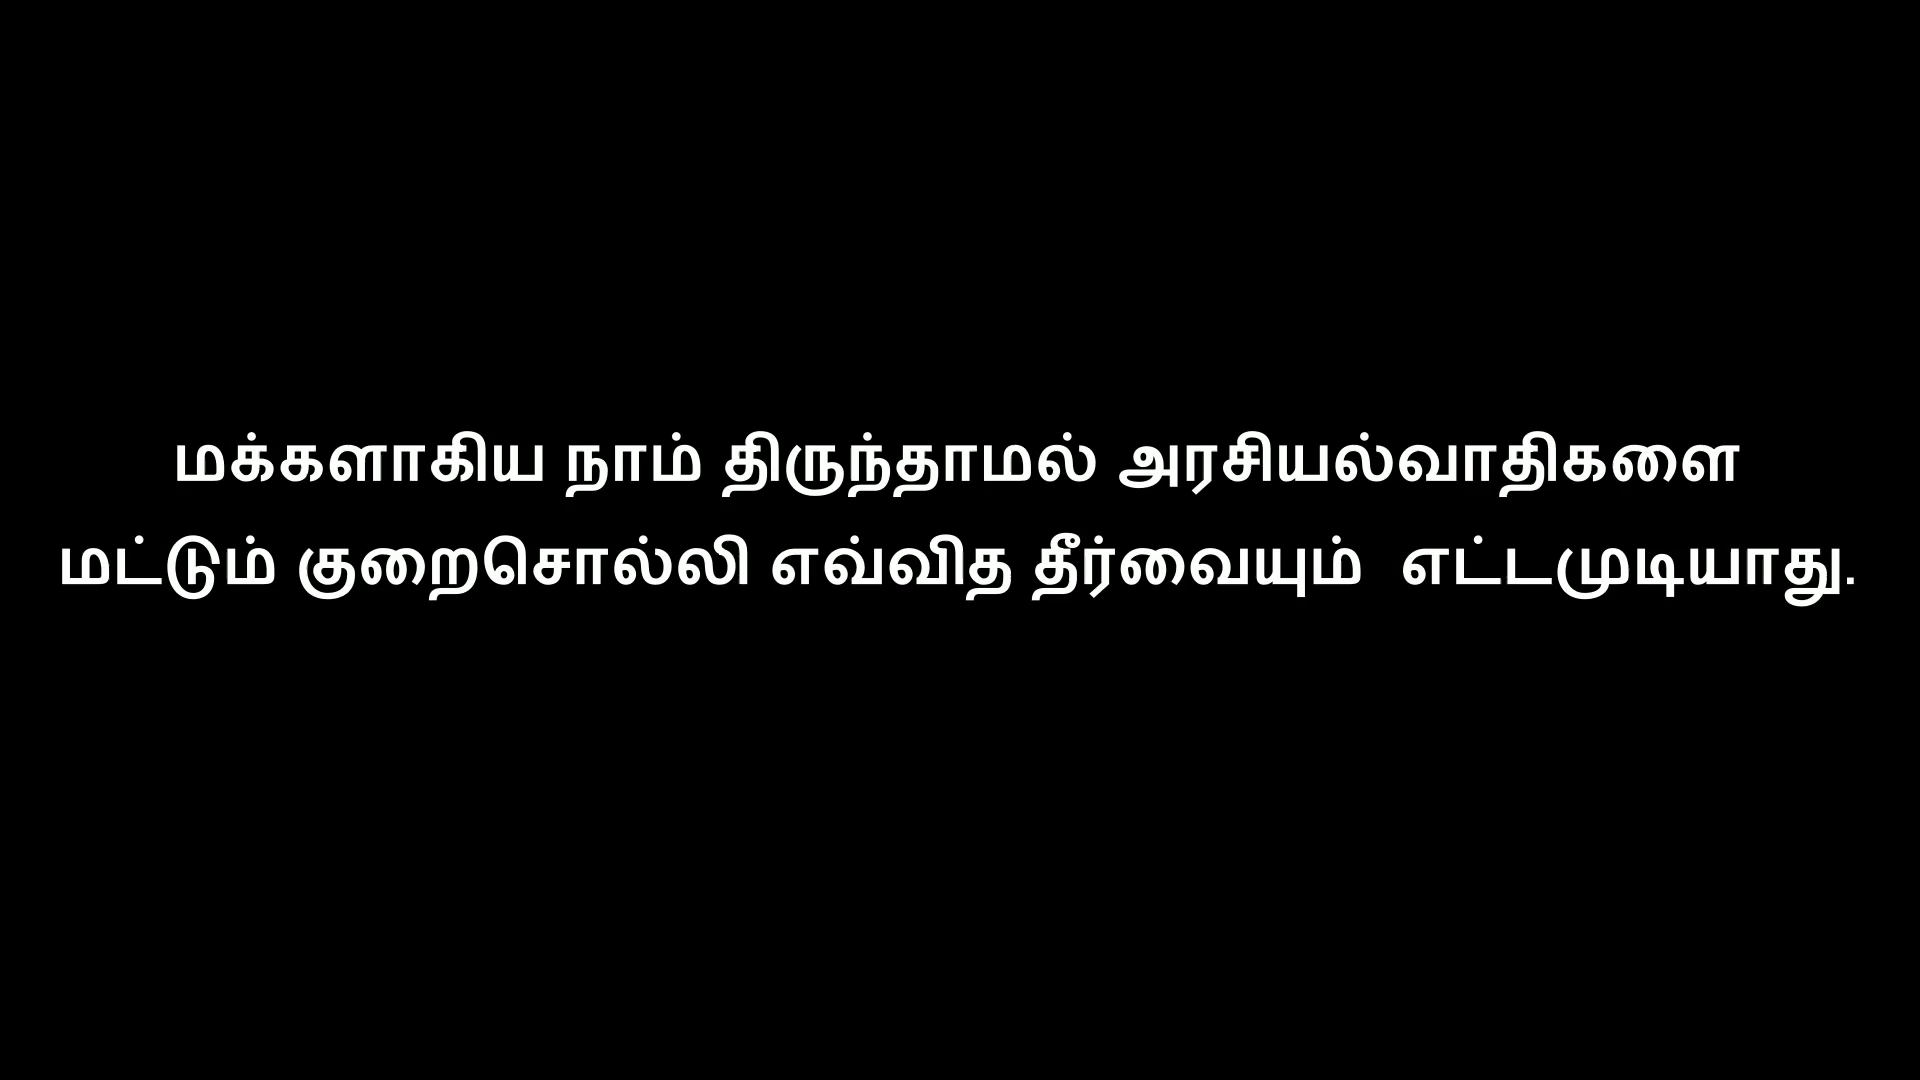 மக்களாகிய நாம் திருந்தாமல் அரசியல்வாதிகளை
மட்டும் குறைசொல்லி எவ்வித தீர்வையும்  எட்டமுடியாது.